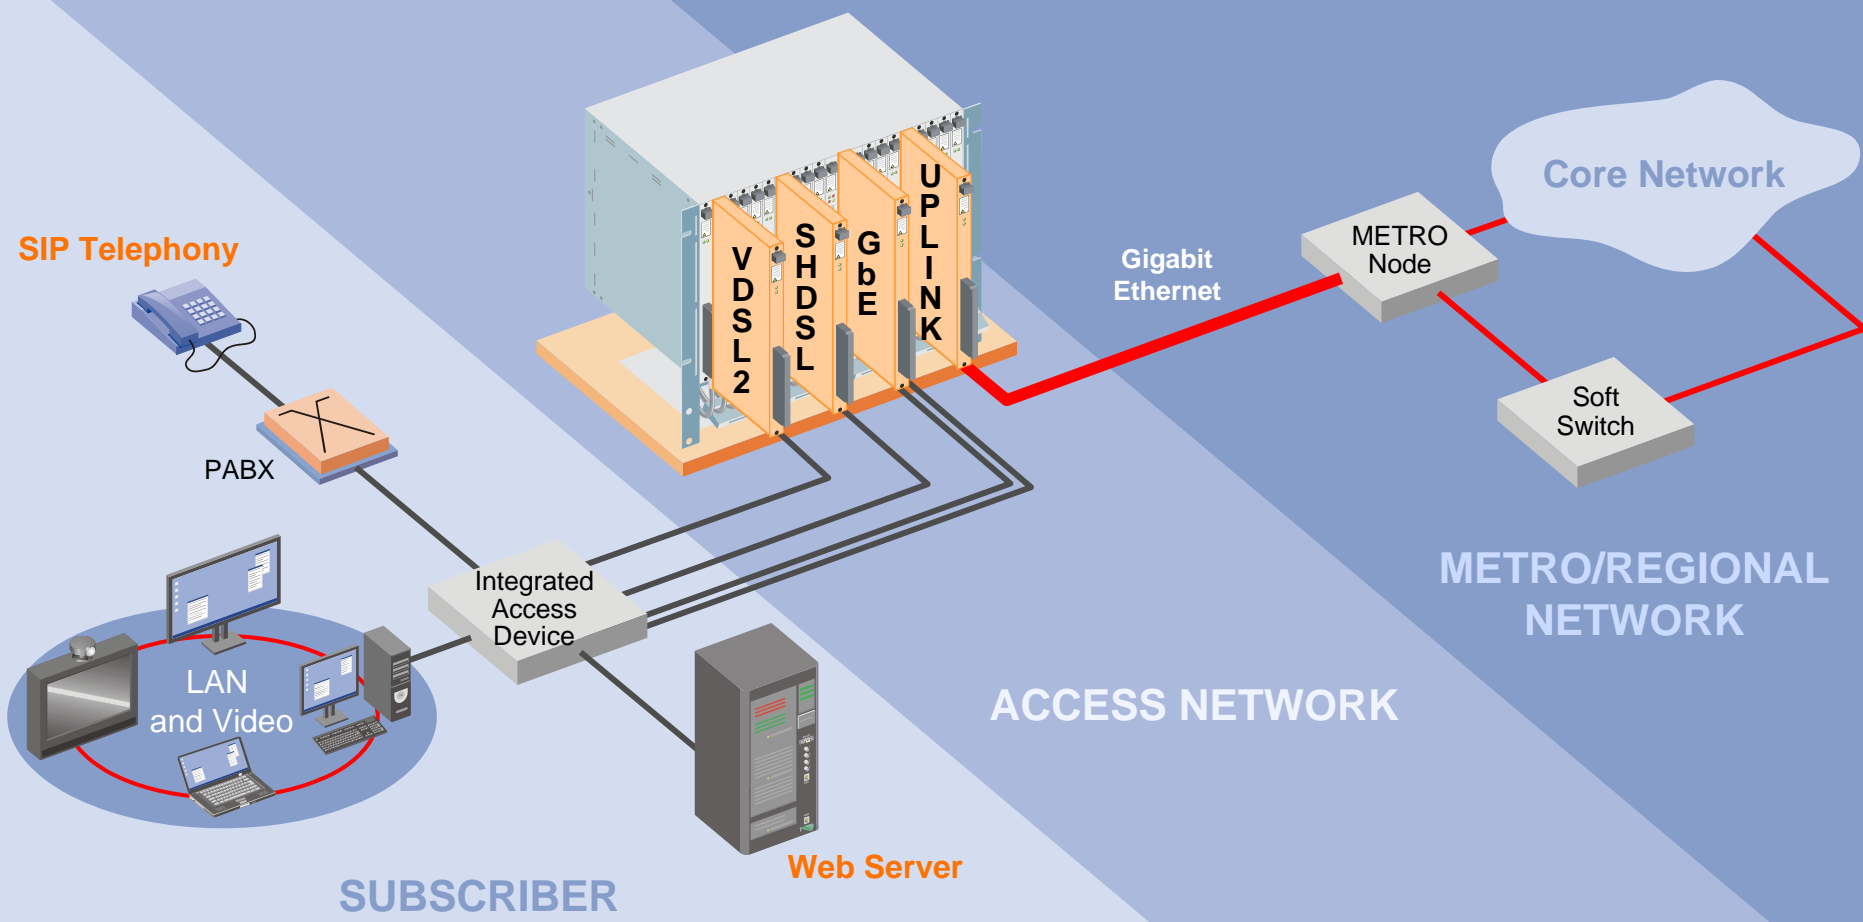 SIP Telephony
PABX
LAN
and Video
Integrated
Access
Device
Web Server
SUBSCRIBER
VDSL2
SHDSL
GbE
UPLINK
Gigabit
Ethernet
ACCESS NETWORK
Core Network
METRO
Node
Soft
Switch
METRO/REGIONAL
NETWORK